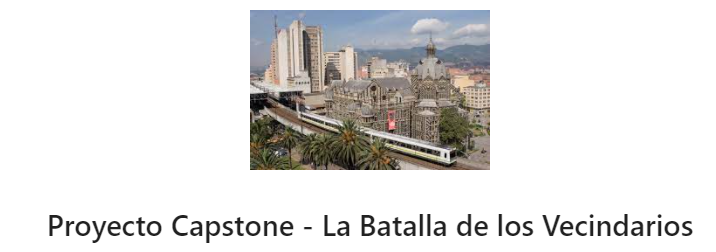 Proyecto Capstone - La Batalla de los Vecindarios